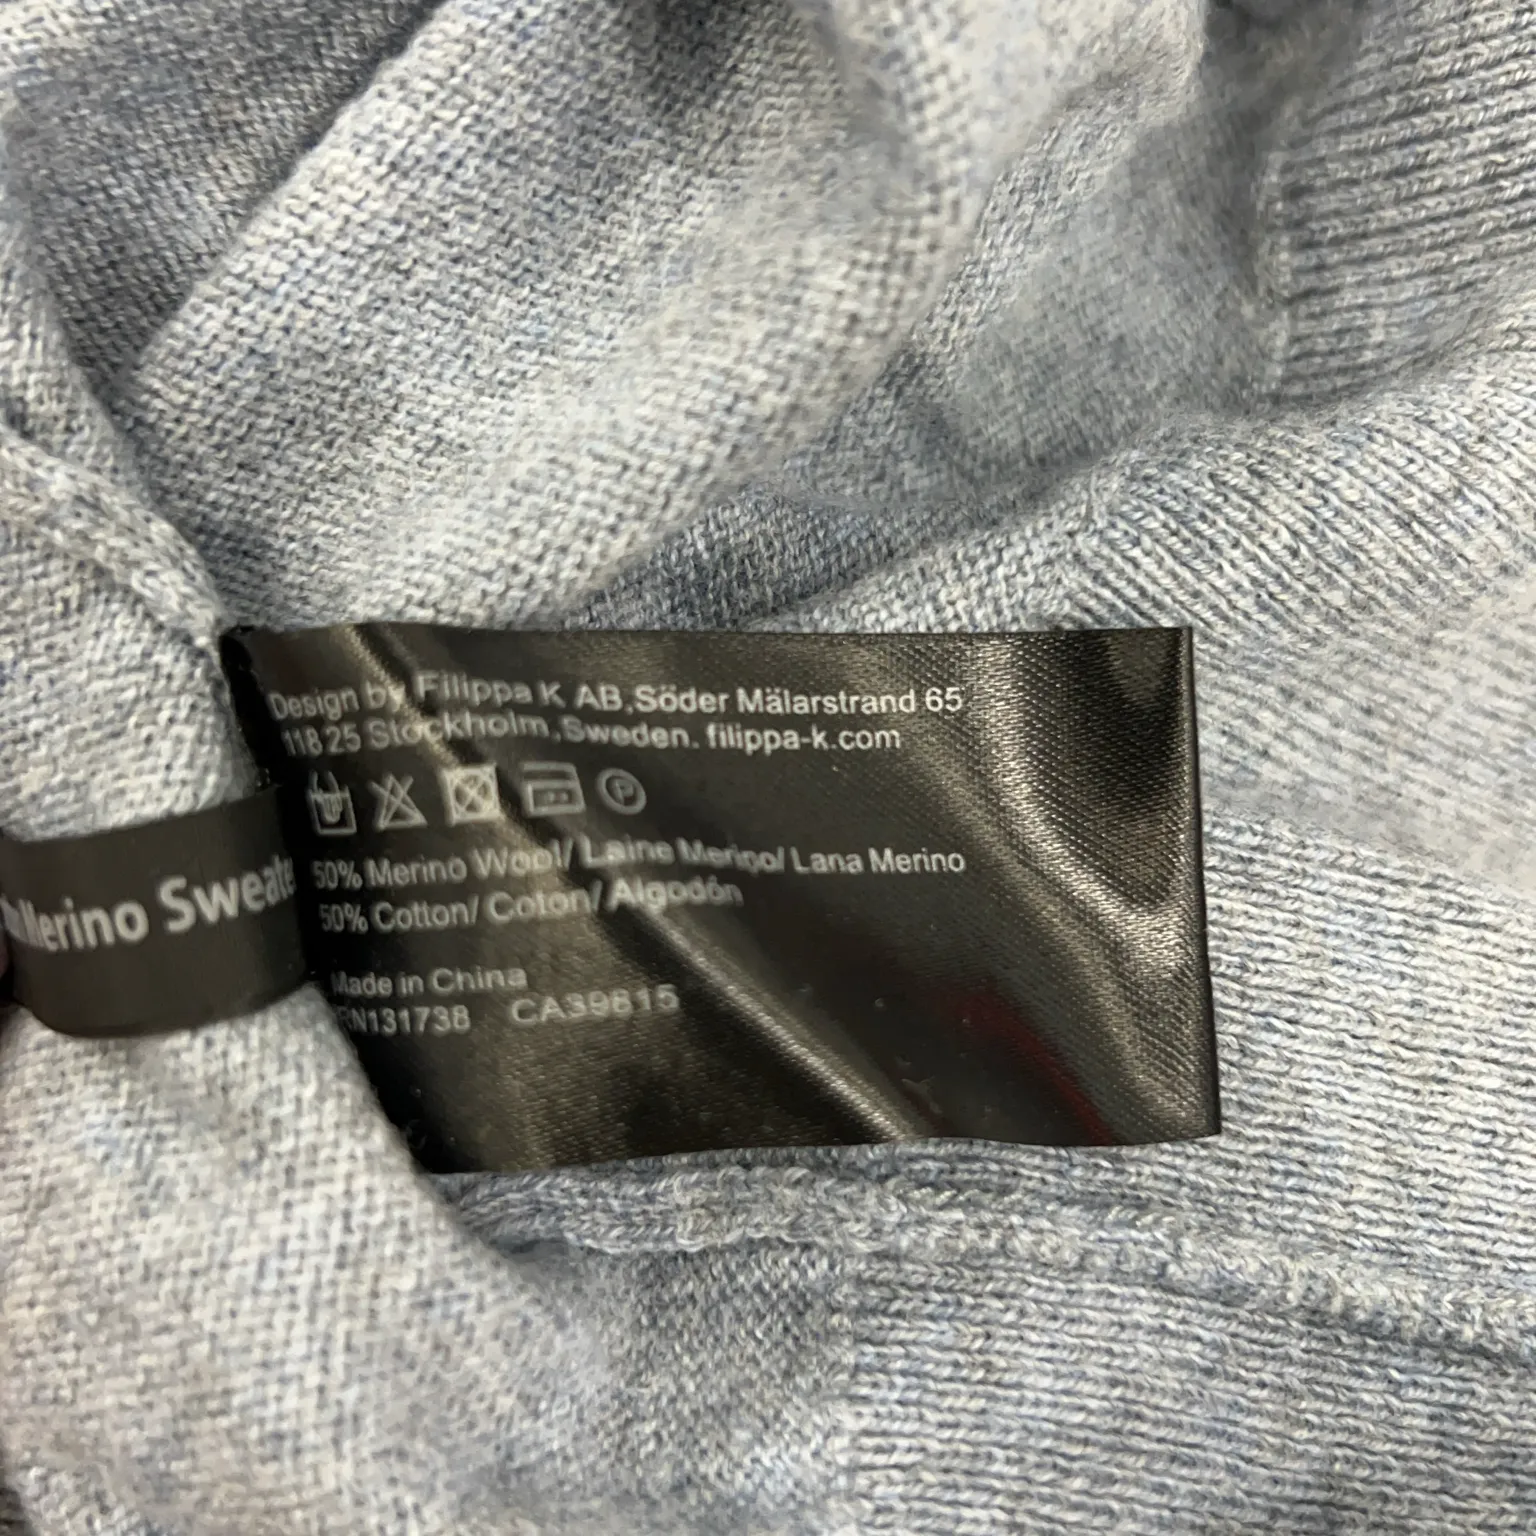 Design by Filippa K AB,Söder Mälarstrand 65
118 25 Stockholm,Sweden. filippa-k.com
P
50% Merino Wool/ Laine Merino/ Lana Merino
50% Cotton/ Coton/ Algodón
Made in China
RN131738 CA39815
Merino Sweate